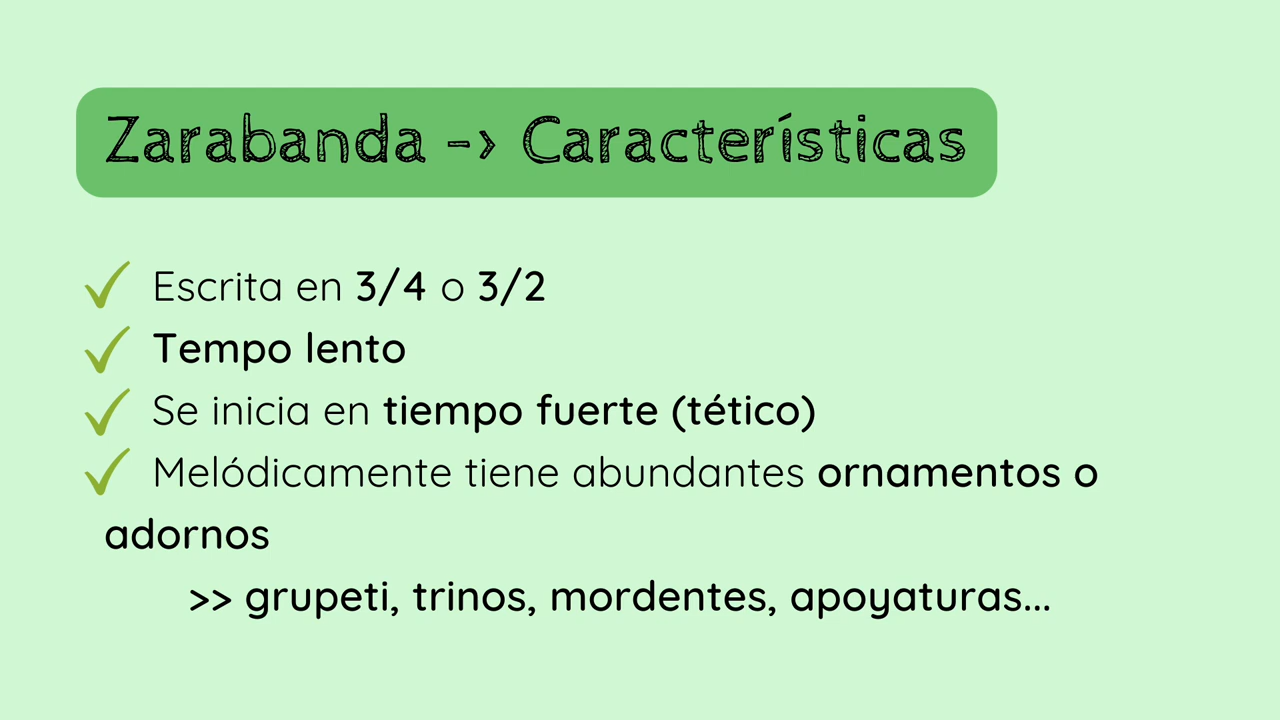 Zarabanda -> Características
Escrita en 3/4 o 3/2
Tempo lento
Se inicia en tiempo fuerte (tético)
Melódicamente tiene abundantes ornamentos o
adornos
>> grupeti, trinos, mordentes, apoyaturas...